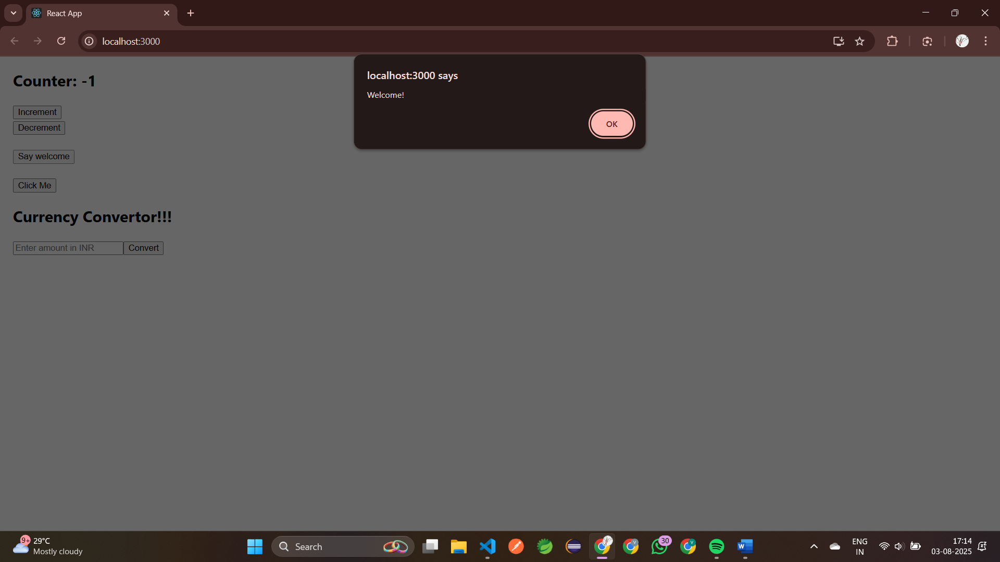 React App
localhost:3000
localhost:3000 says
Welcome!
OK
Counter: -1
Increment
Decrement
Say welcome
Click Me
Currency Convertor!!!
Enter amount in INR
Convert
9+
29°C
Mostly cloudy
Search
V
30
V
W
ENG
IN
17:14
03-08-2025